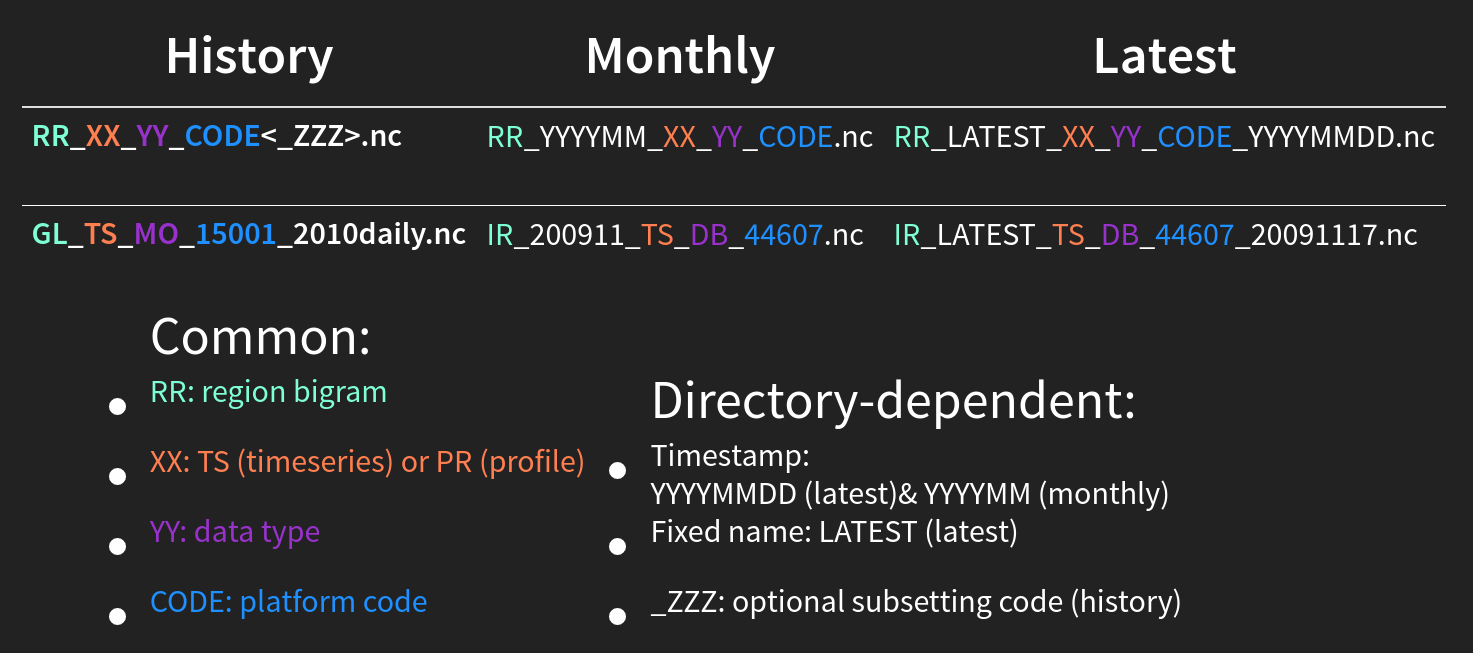 History Monthly Latest
RR_XX_YY_CODE<_ZZZ>.nc RR_YYYYMM_XX_YY_CODE.nc RR_LATEST_XX_YY_CODE_YYYYMMDD.nc
GL_TS_MO_15001_2010daily.nc IR_200911_TS_DB_44607.nc IR_LATEST_TS_DB_44607_20091117.nc
Common:
RR: region bigram
XX: TS (timeseries) or PR (profile)
YY: data type
CODE: platform code
Directory-dependent:
Timestamp:
YYYYMMDD (latest)& YYYYMM (monthly)
Fixed name: LATEST (latest)
_ZZZ: optional subsetting code (history)